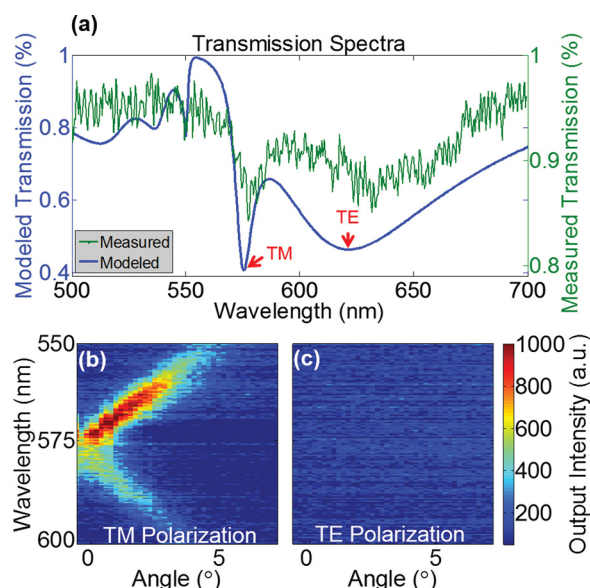 (a)
Transmission Spectra
Modeled Transmission (%)
1
0.8
0.6
0.4
Measured Transmission (%)
1
0.9
0.8
TM
TE
Measured
Modeled
500
550
600
650
700
Wavelength (nm)
(b)
(c)
Wavelength (nm)
550
575
600
TM Polarization
TE Polarization
0
5
0
5
Angle (°)
Angle (°)
1000
800
600
400
200
Output Intensity (a.u.)